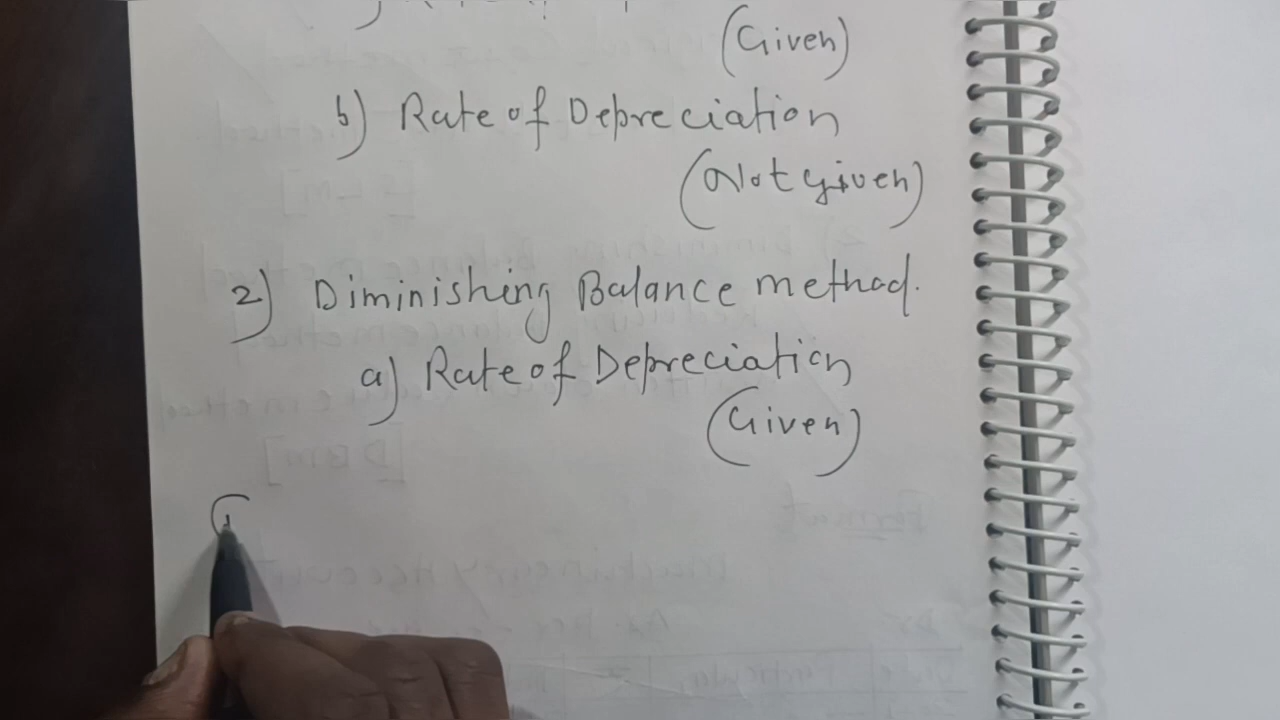 (Given)
b) Rate of Depreciation
(Not given)
2) Diminishing Balance method.
a) Rate of Depreciation
(Given)